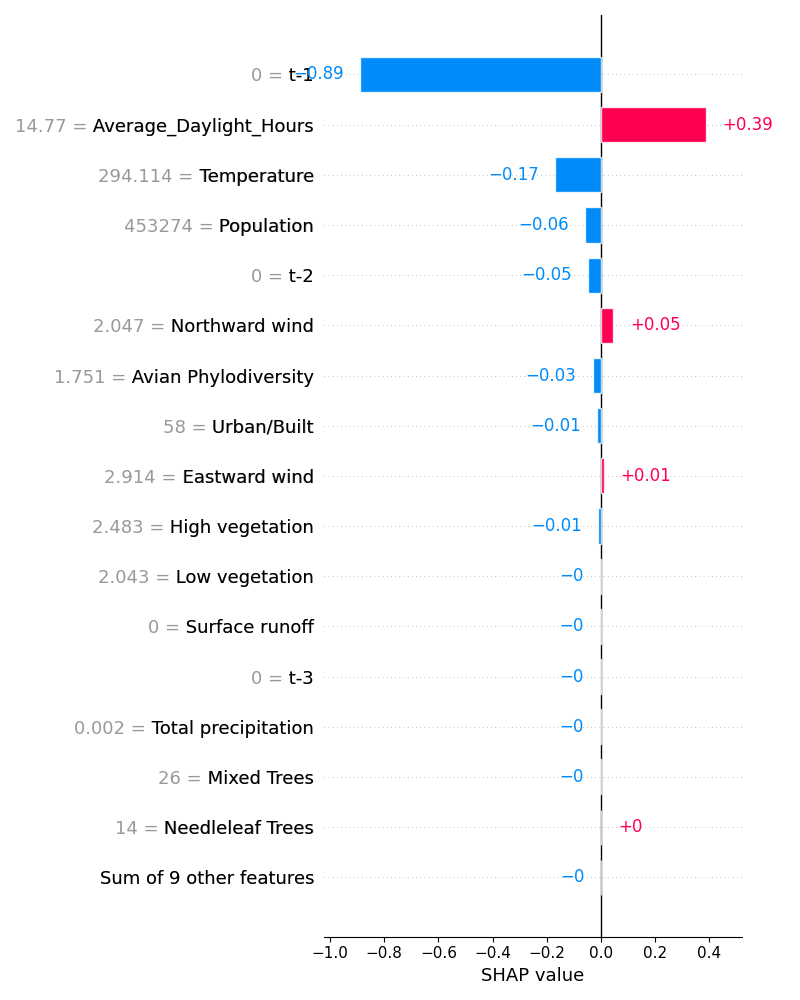 0 = t-1 −0.89
14.77 = Average_Daylight_Hours +0.39
294.114 = Temperature −0.17
453274 = Population −0.06
0 = t-2 −0.05
2.047 = Northward wind +0.05
1.751 = Avian Phylodiversity −0.03
58 = Urban/Built −0.01
2.914 = Eastward wind +0.01
2.483 = High vegetation −0.01
2.043 = Low vegetation −0
0 = Surface runoff −0
0 = t-3 −0
0.002 = Total precipitation −0
26 = Mixed Trees −0
14 = Needleleaf Trees +0
Sum of 9 other features −0
−1.0 −0.8 −0.6 −0.4 −0.2 0.0 0.2 0.4
SHAP value